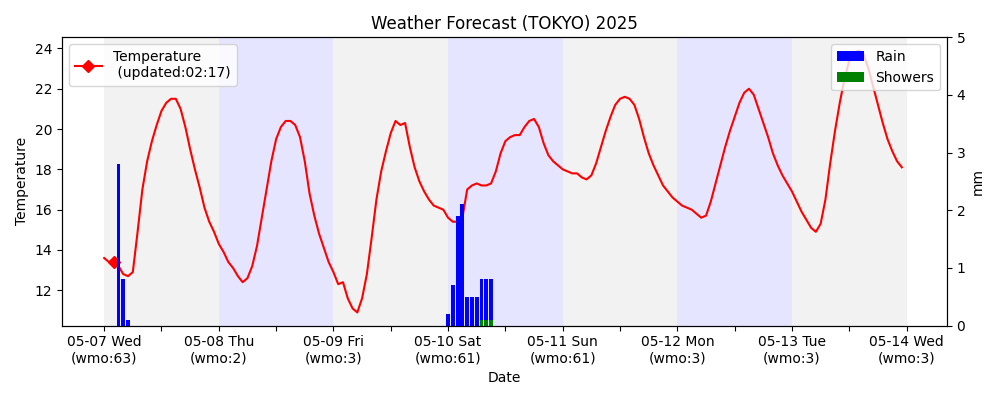 Weather Forecast (TOKYO) 2025
Temperature
(updated:02:17)
Rain
Showers
Temperature
24
22
20
18
16
14
12
5
4
3
2
1
0
mm
05-07 Wed
(wmo:63)
05-08 Thu
(wmo:2)
05-09 Fri
(wmo:3)
05-10 Sat
(wmo:61)
05-11 Sun
(wmo:61)
05-12 Mon
(wmo:3)
05-13 Tue
(wmo:3)
05-14 Wed
(wmo:3)
Date